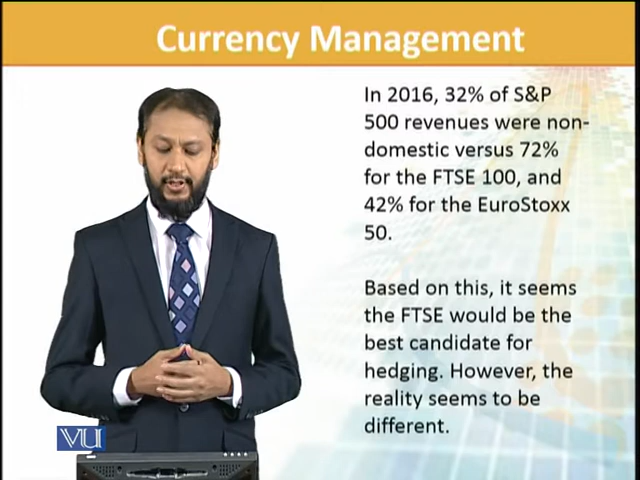 Currency Management
In 2016, 32% of S&P
500 revenues were non-
domestic versus 72%
for the FTSE 100, and
42% for the EuroStoxx
50.
Based on this, it seems
the FTSE would be the
best candidate for
hedging. However, the
reality seems to be
different.
VU